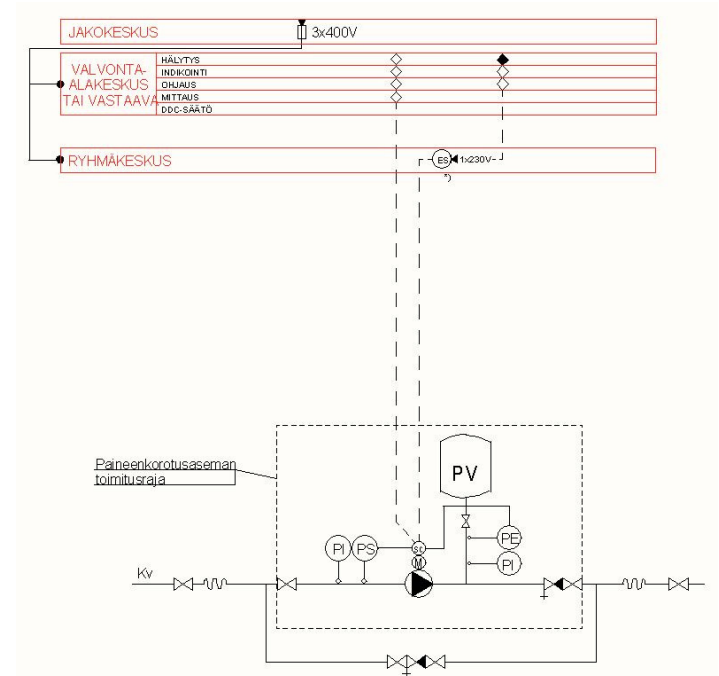 JAKOKESKUS
3x400V
VALVONTA-
ALAKESKUS
TAI VASTAAVA
HÄLYTYS
INDIKOINTI
OHJAUS
MITTAUS
DDC-SÄÄTÖ
RYHMÄKESKUS
ES
1x230V
*)
Paineenkorotusaseman
toimitusraja
PV
PI
PS
SC
M
PE
PI
Kv